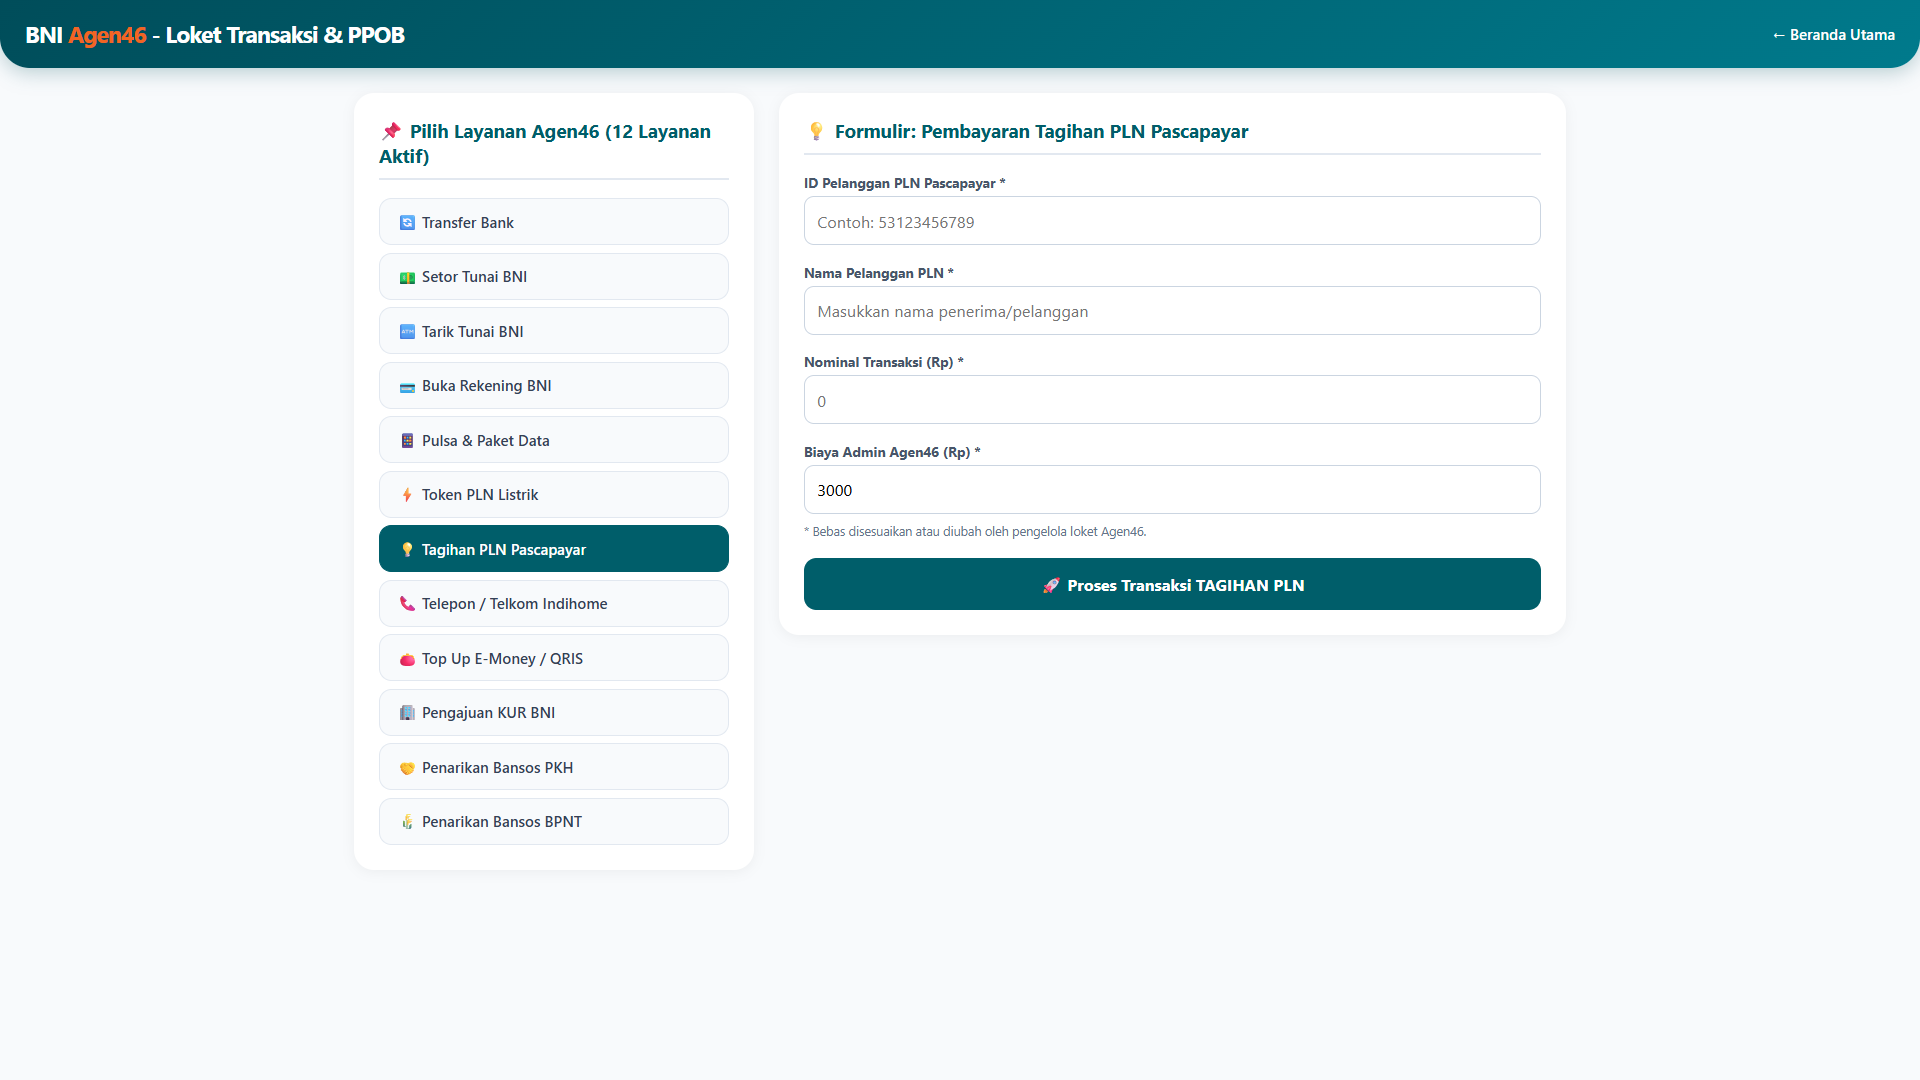 BNI Agen46 - Loket Transaksi & PPOB
← Beranda Utama
📌 Pilih Layanan Agen46 (12 Layanan
Aktif)
🔄 Transfer Bank
💵 Setor Tunai BNI
🏧 Tarik Tunai BNI
💳 Buka Rekening BNI
📱 Pulsa & Paket Data
⚡ Token PLN Listrik
💡 Tagihan PLN Pascapayar
📞 Telepon / Telkom Indihome
👛 Top Up E-Money / QRIS
🏢 Pengajuan KUR BNI
🤝 Penarikan Bansos PKH
🌾 Penarikan Bansos BPNT
💡 Formulir: Pembayaran Tagihan PLN Pascapayar
ID Pelanggan PLN Pascapayar *
Contoh: 53123456789
Nama Pelanggan PLN *
Masukkan nama penerima/pelanggan
Nominal Transaksi (Rp) *
0
Biaya Admin Agen46 (Rp) *
3000
* Bebas disesuaikan atau diubah oleh pengelola loket Agen46.
🚀 Proses Transaksi TAGIHAN PLN